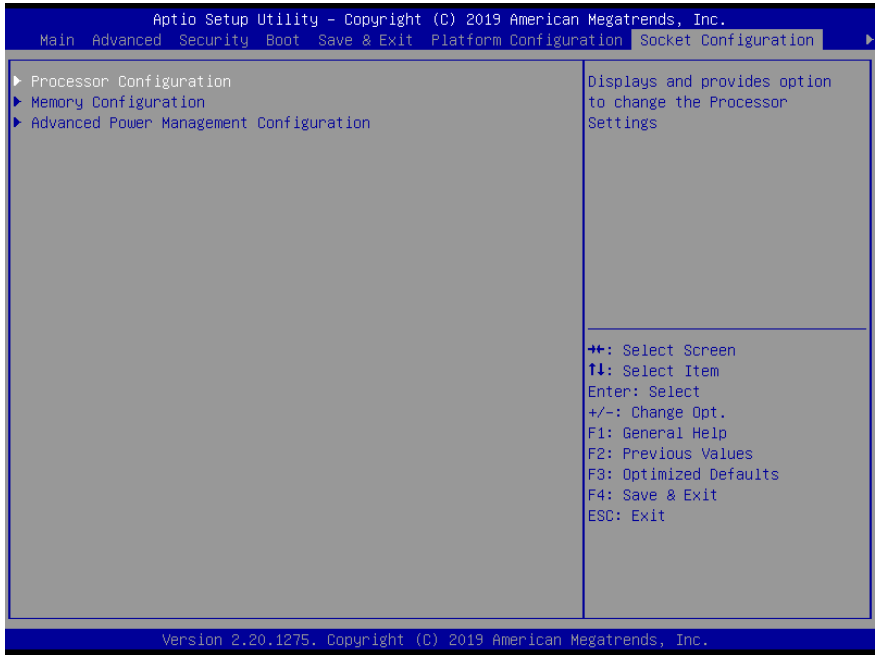 Aptio Setup Utility – Copyright (C) 2019 American Megatrends, Inc.
Main Advanced Security Boot Save & Exit Platform Configuration Socket Configuration ▶
▶ Processor Configuration
▶ Memory Configuration
▶ Advanced Power Management Configuration
Displays and provides option
to change the Processor
Settings
→←: Select Screen
↑↓: Select Item
Enter: Select
+/-: Change Opt.
F1: General Help
F2: Previous Values
F3: Optimized Defaults
F4: Save & Exit
ESC: Exit
Version 2.20.1275. Copyright (C) 2019 American Megatrends, Inc.